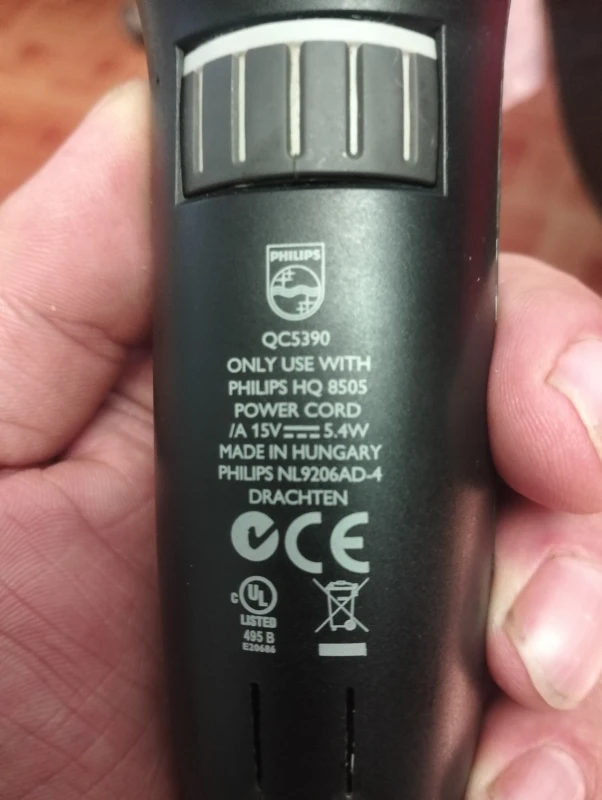 PHILIPS
QC5390
ONLY USE WITH
PHILIPS HQ 8505
POWER CORD
/A 15V⎓5.4W
MADE IN HUNGARY
PHILIPS NL9206AD-4
DRACHTEN
CE
c UL
LISTED
495 B
E20686